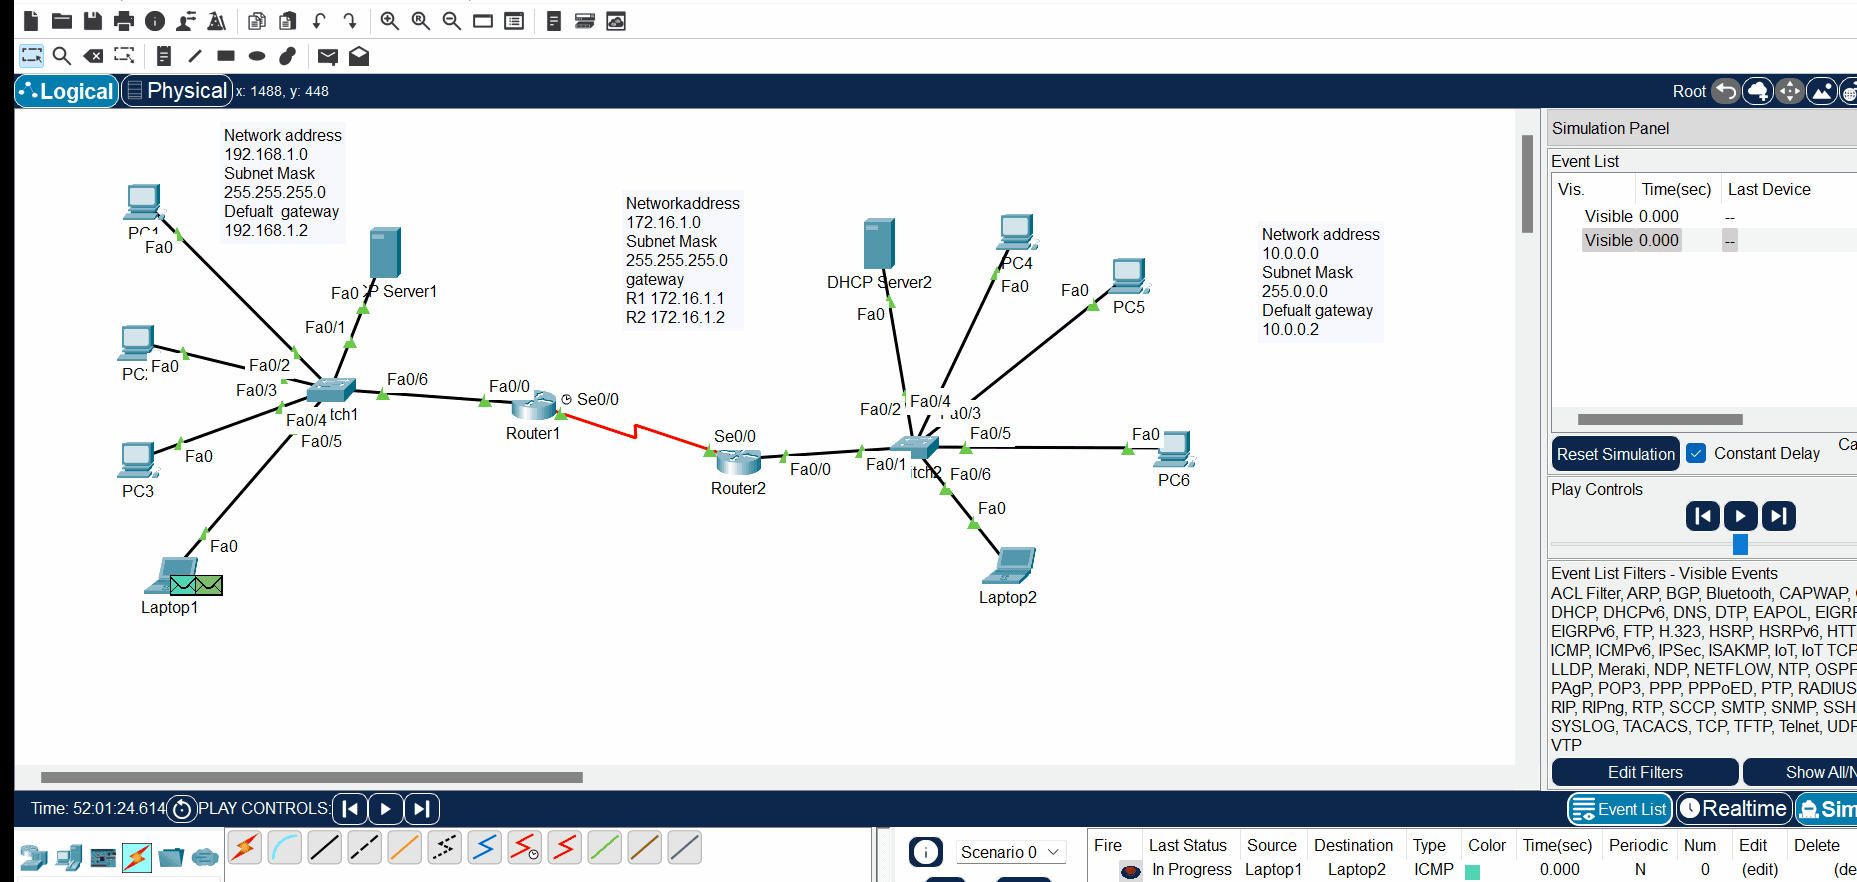 Logical
Physical
x: 1488, y: 448
Root
Network address
192.168.1.0
Subnet Mask
255.255.255.0
Defualt  gateway
192.168.1.2
Networkaddress
172.16.1.0
Subnet Mask
255.255.255.0
gateway
R1 172.16.1.1
R2 172.16.1.2
Network address
10.0.0.0
Subnet Mask
255.0.0.0
Defualt gateway
10.0.0.2
PC1
Fa0
P Server1
Fa0
Fa0/1
PC
Fa0
Fa0/2
Fa0/3
Fa0/4
tch1
Fa0/5
Fa0/6
Fa0/0
Se0/0
Router1
PC3
Fa0
Fa0
Laptop1
Se0/0
Router2
Fa0/0
DHCP Server2
Fa0
PC4
Fa0
Fa0
PC5
Fa0/2
Fa0/4
a0/3
Fa0/5
Fa0/1
itch2
Fa0/6
Fa0
PC6
Fa0
Laptop2
Simulation Panel
Event List
Vis. Time(sec) Last Device
Visible 0.000 --
Visible 0.000 --
Reset Simulation
Constant Delay
Ca
Play Controls
Event List Filters - Visible Events
ACL Filter, ARP, BGP, Bluetooth, CAPWAP,
DHCP, DHCPv6, DNS, DTP, EAPOL, EIGRP
EIGRPv6, FTP, H.323, HSRP, HSRPv6, HTT
ICMP, ICMPv6, IPSec, ISAKMP, IoT, IoT TCP
LLDP, Meraki, NDP, NETFLOW, NTP, OSPF
PAgP, POP3, PPP, PPPoED, PTP, RADIUS
RIP, RIPng, RTP, SCCP, SMTP, SNMP, SSH
SYSLOG, TACACS, TCP, TFTP, Telnet, UDP
VTP
Edit Filters
Show All/N
Time: 52:01:24.614
PLAY CONTROLS:
Event List
Realtime
Sim
Scenario 0
Fire Last Status Source Destination Type Color Time(sec) Periodic Num Edit Delete
In Progress Laptop1 Laptop2 ICMP 0.000 N 0 (edit) (de